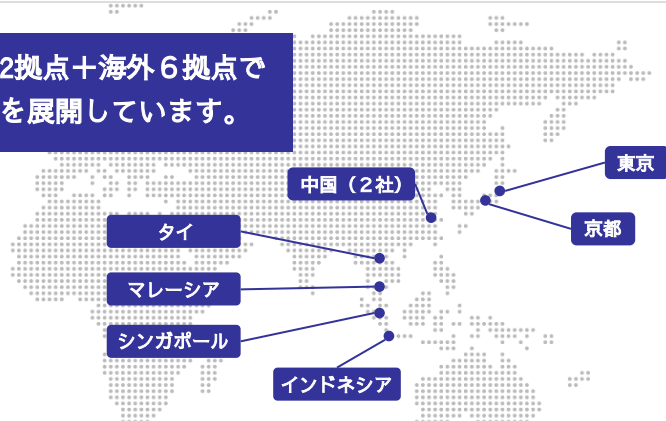 2拠点＋海外６拠点で
を展開しています。
東京
中国（２社）
京都
タイ
マレーシア
シンガポール
インドネシア